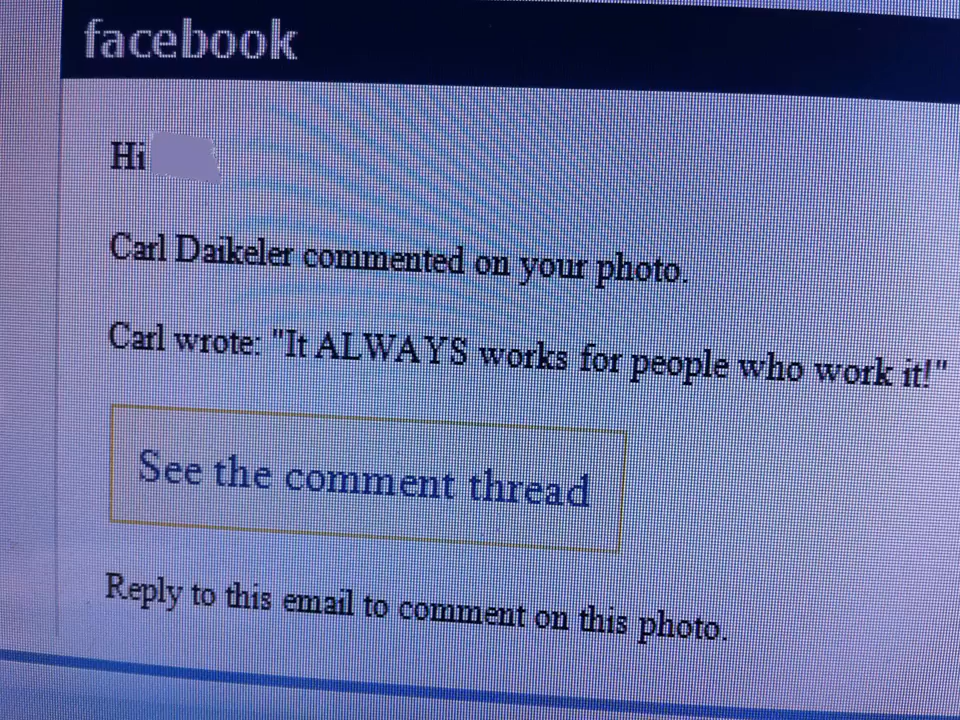 facebook
Hi
Carl Daikeler commented on your photo.
Carl wrote: "It ALWAYS works for people who work it!"
See the comment thread
Reply to this email to comment on this photo.